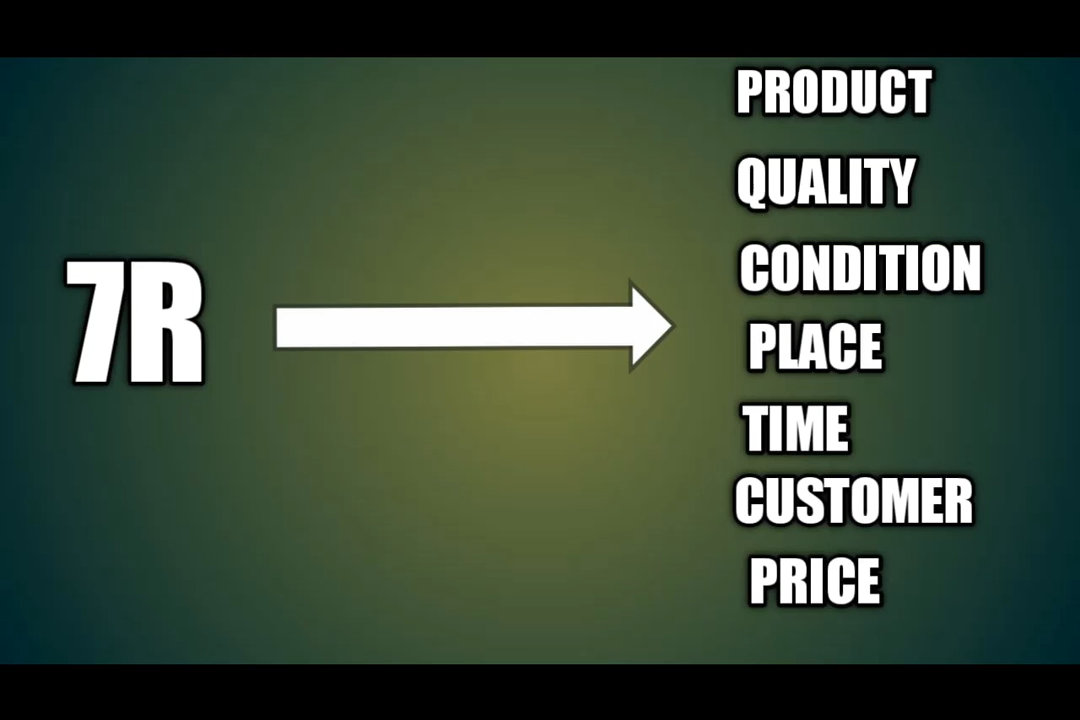 7R
PRODUCT
QUALITY
CONDITION
PLACE
TIME
CUSTOMER
PRICE